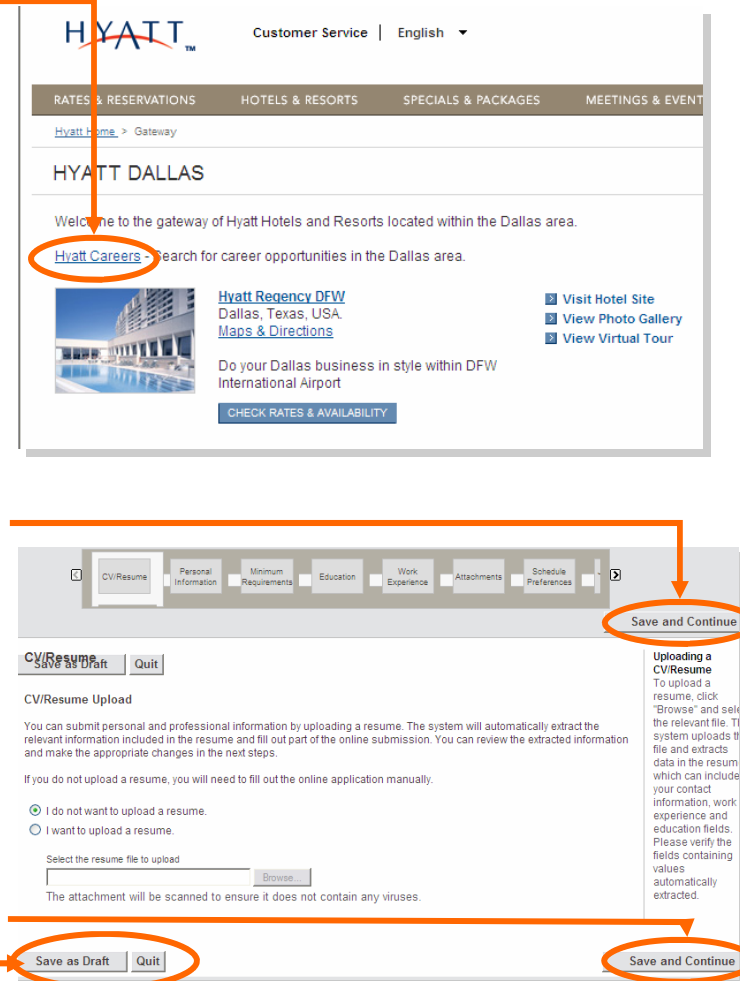 HYATT TM
Customer Service | English
RATES & RESERVATIONS HOTELS & RESORTS SPECIALS & PACKAGES MEETINGS & EVENT
Hyatt Home > Gateway
HYATT DALLAS
Welcome to the gateway of Hyatt Hotels and Resorts located within the Dallas area.
Hyatt Careers - Search for career opportunities in the Dallas area.
Hyatt Regency DFW
Dallas, Texas, USA.
Maps & Directions
Do your Dallas business in style within DFW
International Airport
CHECK RATES & AVAILABILITY
Visit Hotel Site
View Photo Gallery
View Virtual Tour
CV/Resume
Personal
Information
Minimum
Requirements
Education
Work
Experience
Attachments
Schedule
Preferences
Save and Continue
CV/Resume
Save as Draft Quit
CV/Resume Upload
You can submit personal and professional information by uploading a resume. The system will automatically extract the
relevant information included in the resume and fill out part of the online submission. You can review the extracted information
and make the appropriate changes in the next steps.
If you do not upload a resume, you will need to fill out the online application manually.
I do not want to upload a resume.
I want to upload a resume.
Select the resume file to upload
Browse...
The attachment will be scanned to ensure it does not contain any viruses.
Uploading a
CV/Resume
To upload a
resume, click
"Browse" and sele
the relevant file. Th
system uploads th
file and extracts
data in the resum
which can include
your contact
information, work
experience and
education fields.
Please verify the
fields containing
values
automatically
extracted.
Save as Draft Quit
Save and Continue